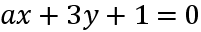 ax + 3y + 1 = 0